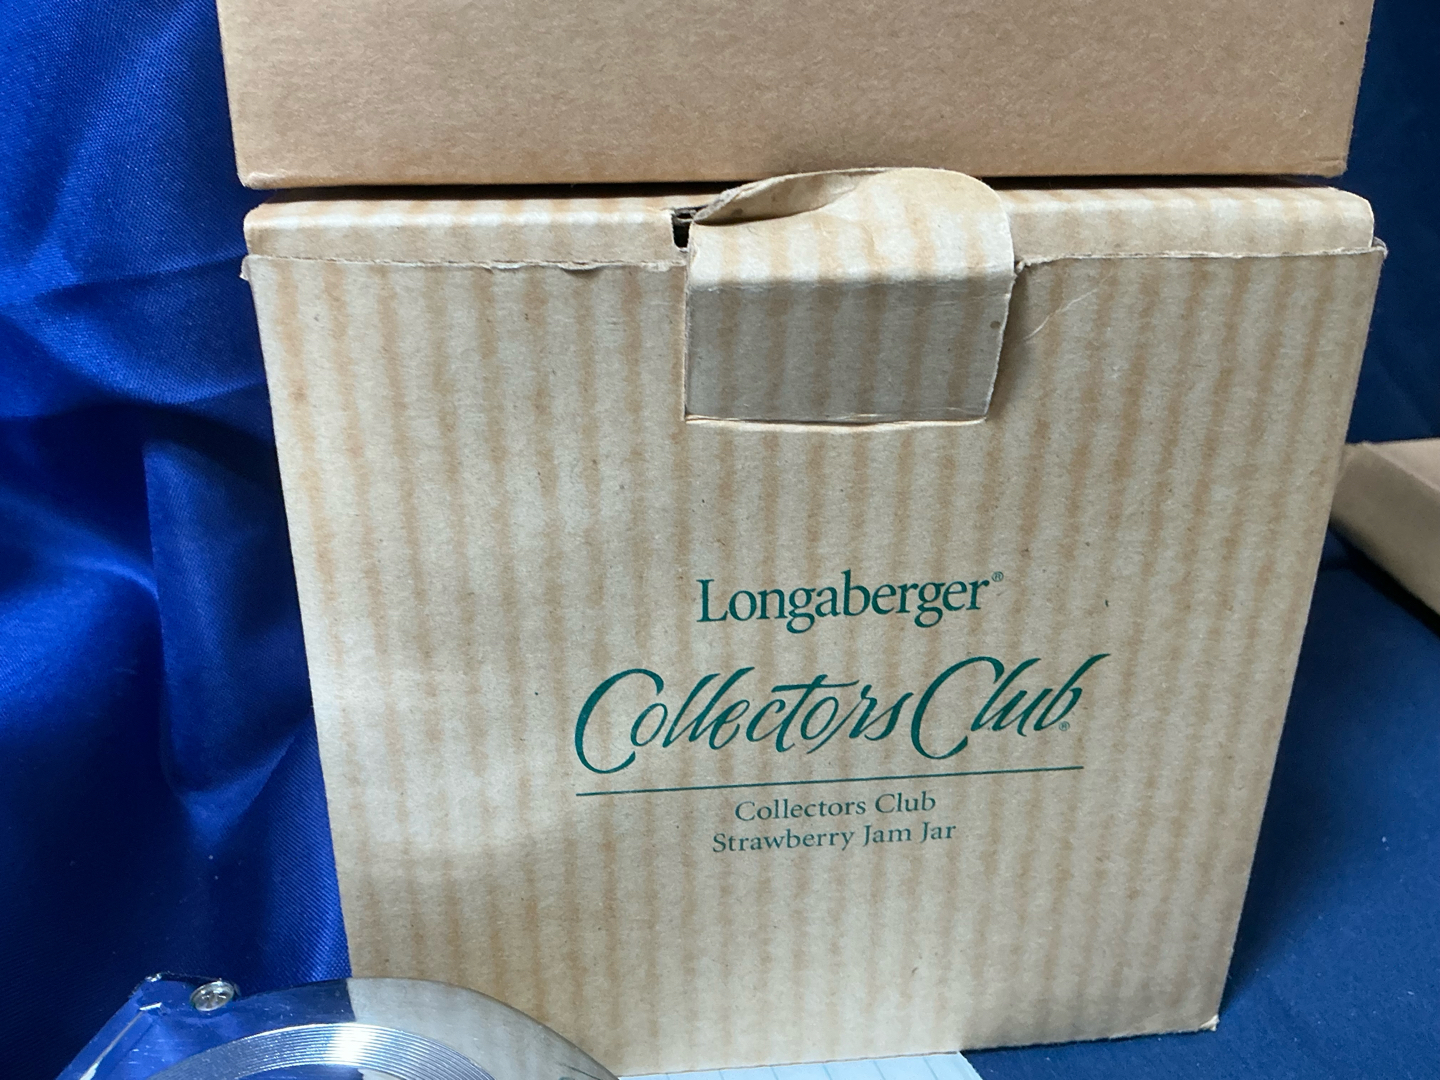 Longaberger®
Collectors Club®
Collectors Club
Strawberry Jam Jar